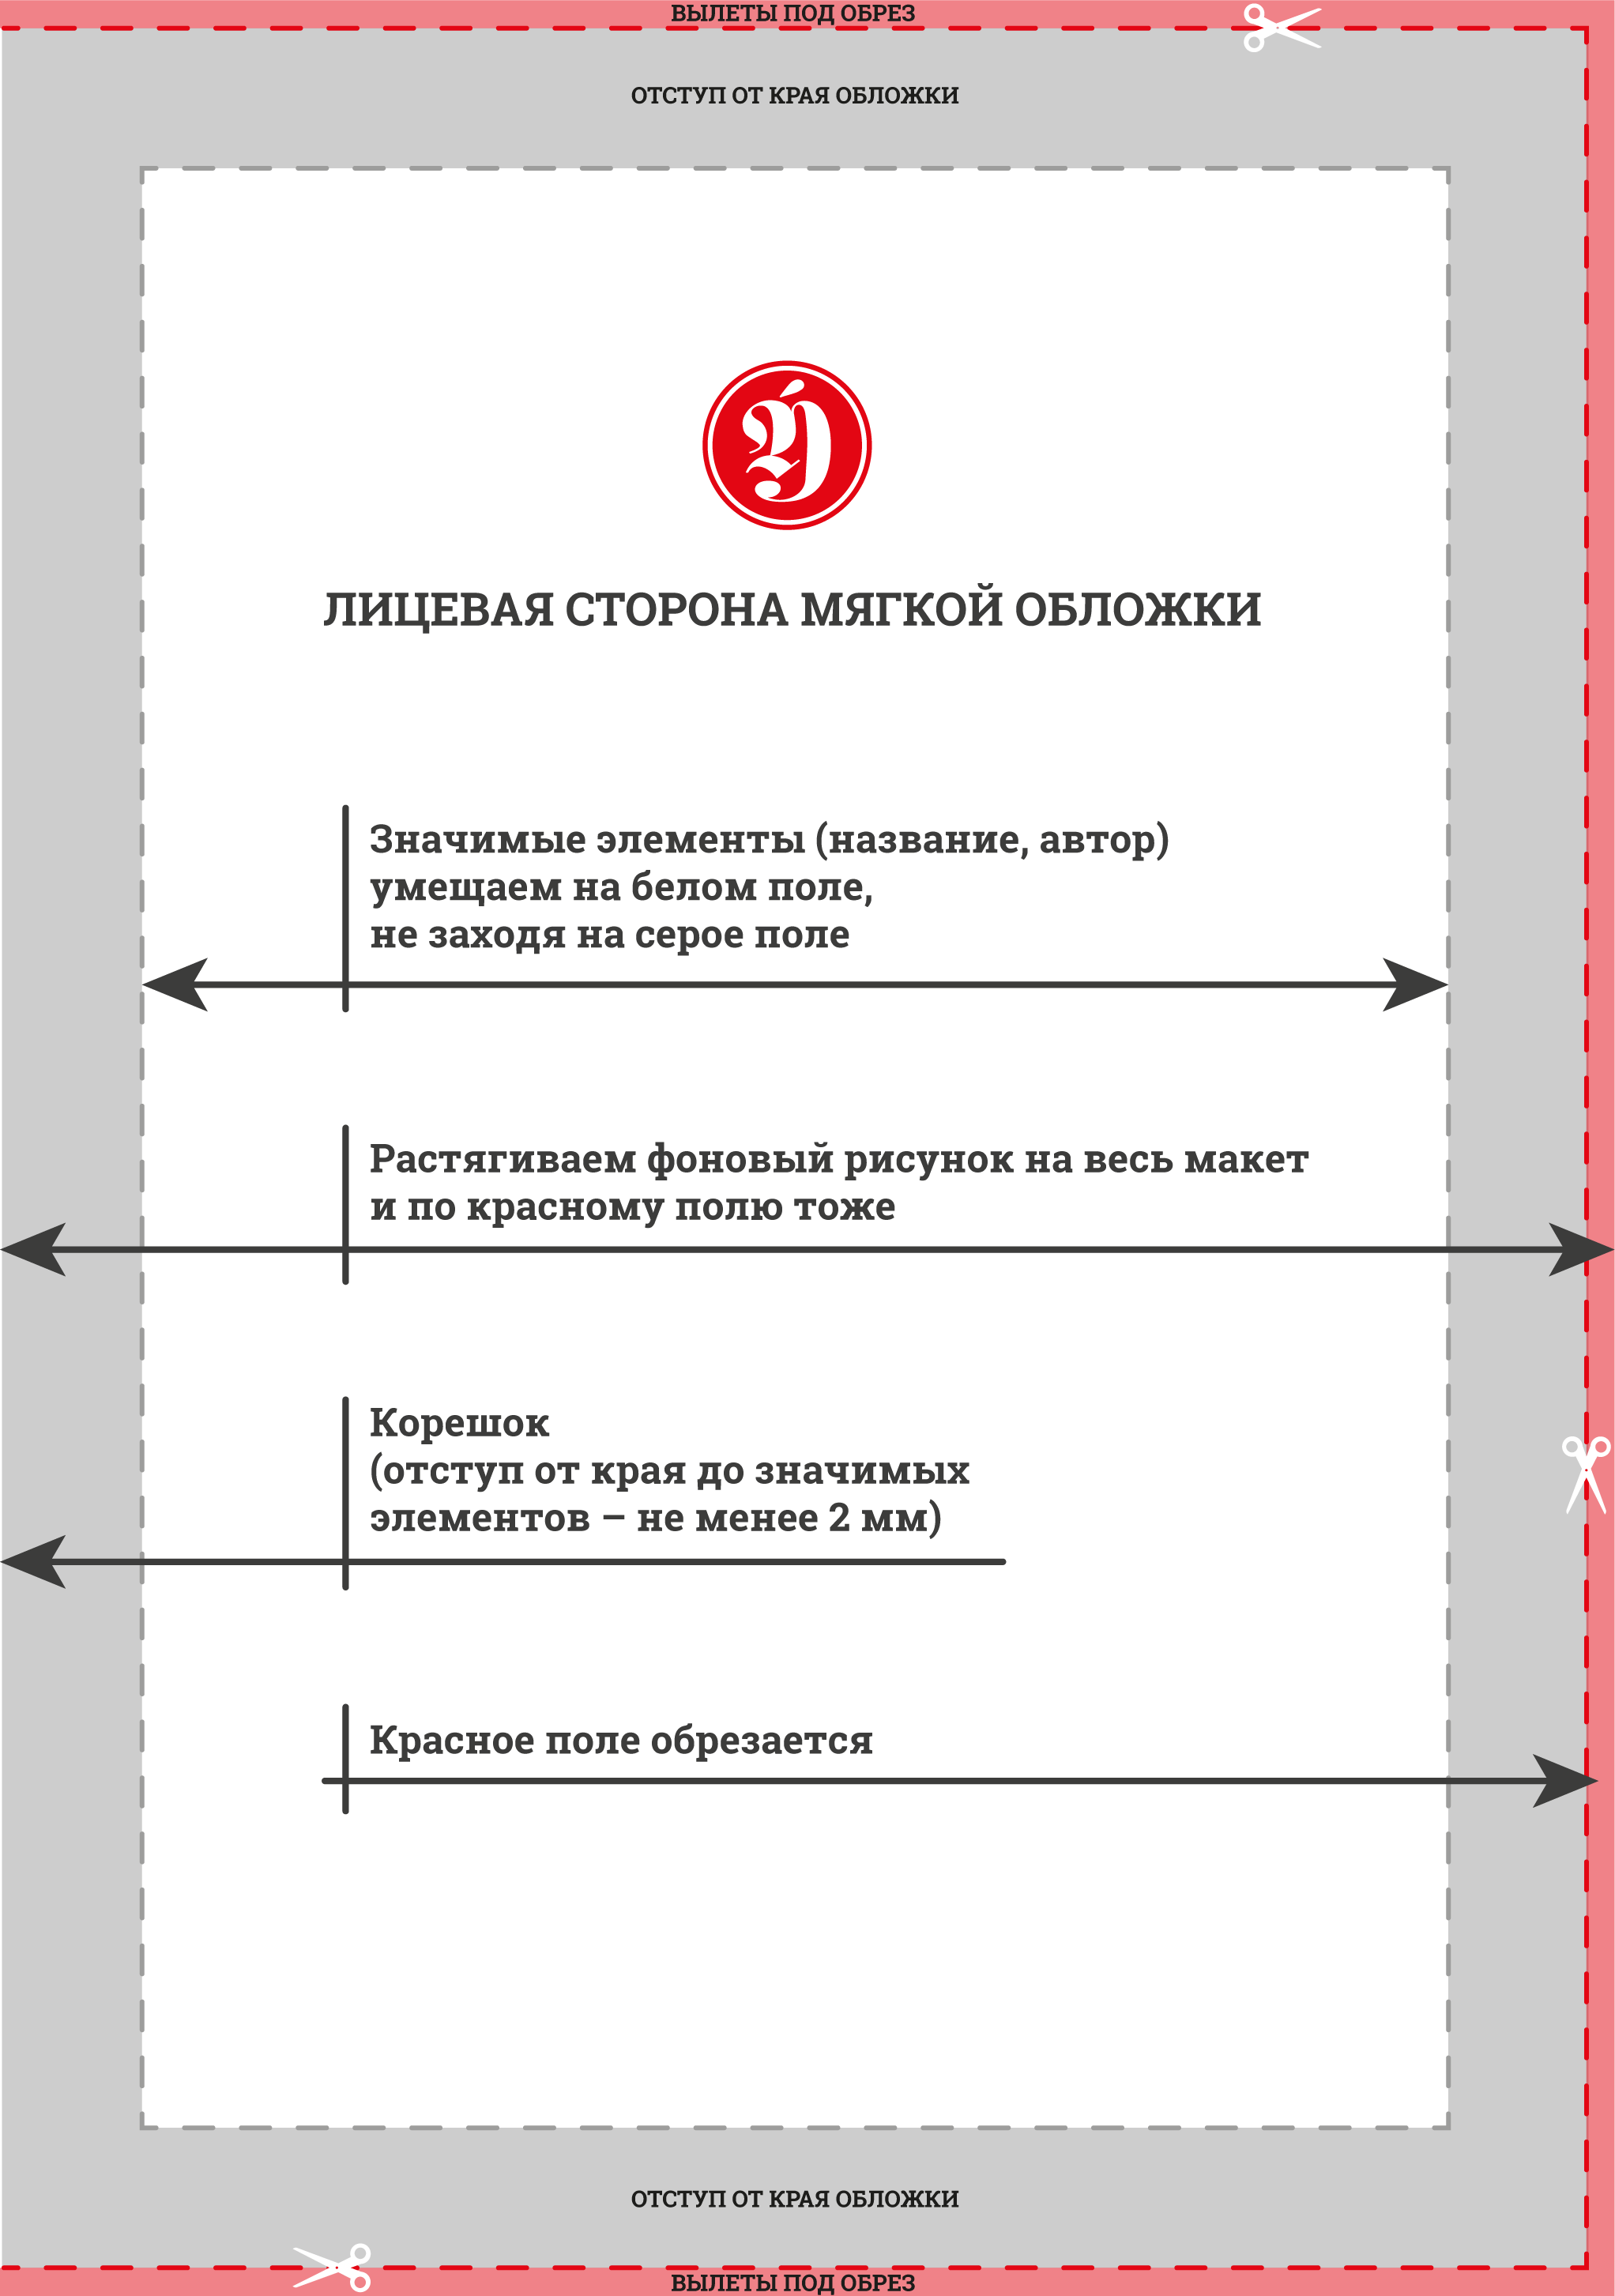 ВЫЛЕТЫ ПОД ОБРЕЗ
ОТСТУП ОТ КРАЯ ОБЛОЖКИ
ЛИЦЕВАЯ СТОРОНА МЯГКОЙ ОБЛОЖКИ
Значимые элементы (название, автор)
умещаем на белом поле,
не заходя на серое поле
Растягиваем фоновый рисунок на весь макет
и по красному полю тоже
Корешок
(отступ от края до значимых
элементов – не менее 2 мм)
Красное поле обрезается
ОТСТУП ОТ КРАЯ ОБЛОЖКИ
ВЫЛЕТЫ ПОД ОБРЕЗ